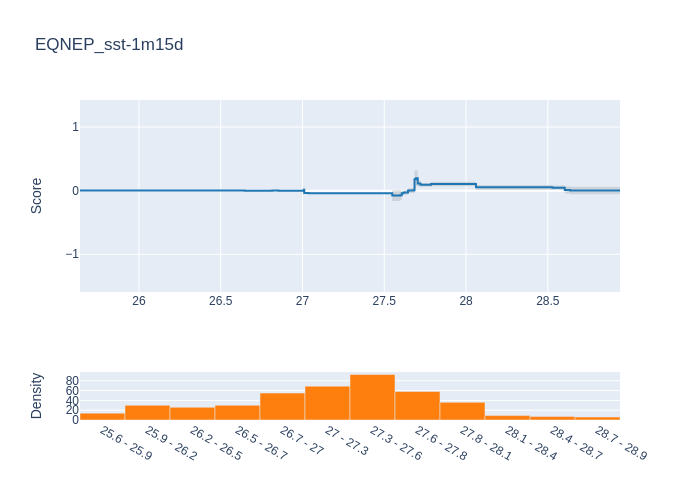 EQNEP_sst-1m15d
Score
1
0
−1
26
26.5
27
27.5
28
28.5
Density
80
60
40
20
0
25.6 - 25.9
25.9 - 26.2
26.2 - 26.5
26.5 - 26.7
26.7 - 27
27 - 27.3
27.3 - 27.6
27.6 - 27.8
27.8 - 28.1
28.1 - 28.4
28.4 - 28.7
28.7 - 28.9